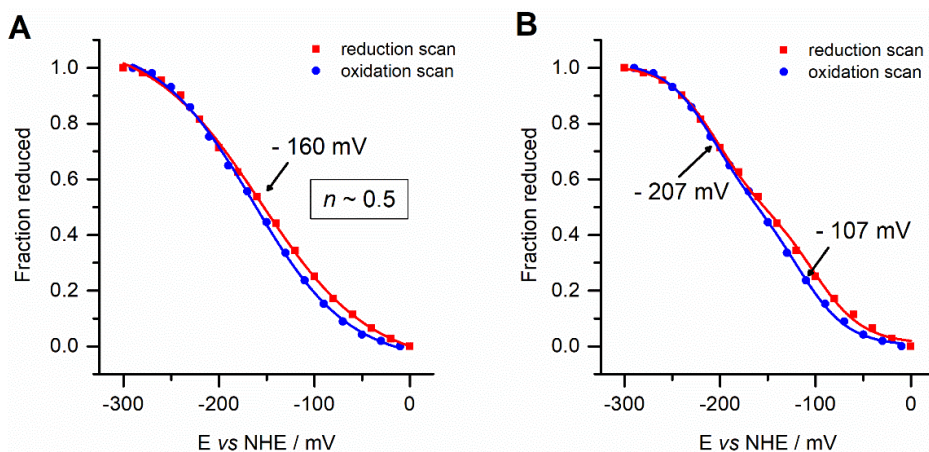 A
reduction scan
oxidation scan
1.0
0.8
0.6
0.4
0.2
0.0
Fraction reduced
- 160 mV
n ~ 0.5
-300
-200
-100
0
E vs NHE / mV
B
reduction scan
oxidation scan
1.0
0.8
0.6
0.4
0.2
0.0
Fraction reduced
- 207 mV
- 107 mV
-300
-200
-100
0
E vs NHE / mV